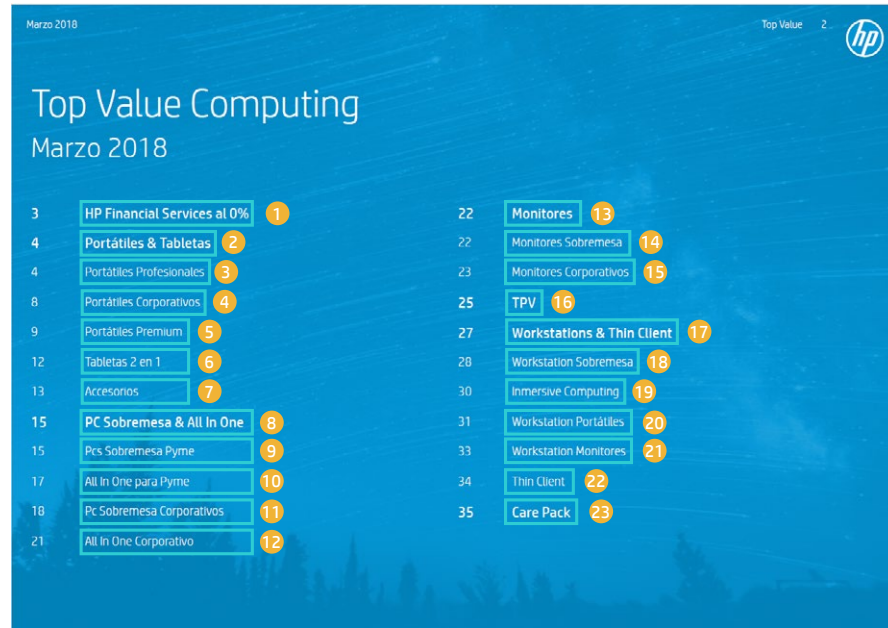 Marzo 2018
Top Value 2
hp
Top Value Computing
Marzo 2018
3 HP Financial Services al 0% 1
4 Portátiles & Tabletas 2
4 Portátiles Profesionales 3
8 Portátiles Corporativos 4
9 Portátiles Premium 5
12 Tabletas 2 en 1 6
13 Accesorios 7
15 PC Sobremesa & All In One 8
15 Pcs Sobremesa Pyme 9
17 All In One para Pyme 10
18 Pc Sobremesa Corporativos 11
21 All In One Corporativo 12
22 Monitores 13
22 Monitores Sobremesa 14
23 Monitores Corporativos 15
25 TPV 16
27 Workstations & Thin Client 17
28 Workstation Sobremesa 18
30 Inmersive Computing 19
31 Workstation Portátiles 20
33 Workstation Monitores 21
34 Thin Client 22
35 Care Pack 23